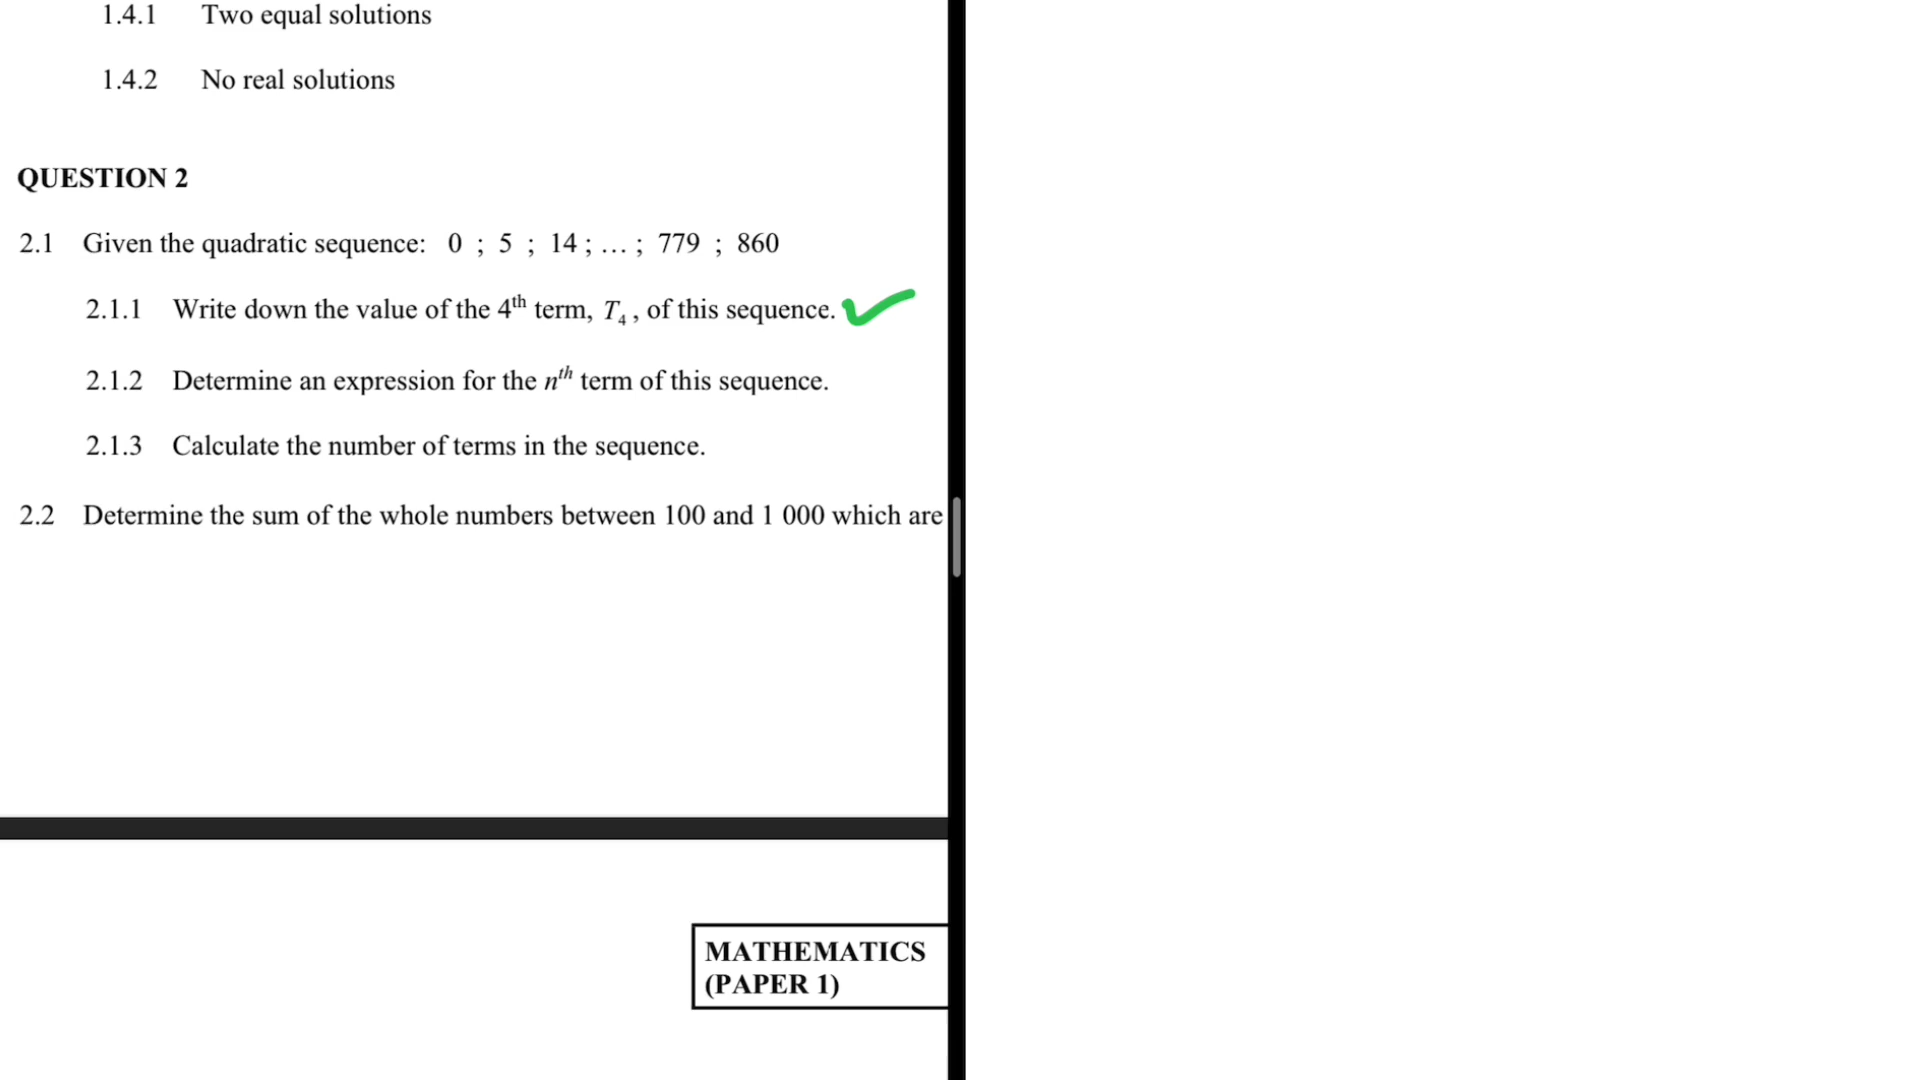 1.4.1 Two equal solutions
1.4.2 No real solutions
QUESTION 2
2.1 Given the quadratic sequence: 0 ; 5 ; 14 ; … ; 779 ; 860
2.1.1 Write down the value of the 4th term, T₄ , of this sequence.
2.1.2 Determine an expression for the nth term of this sequence.
2.1.3 Calculate the number of terms in the sequence.
2.2 Determine the sum of the whole numbers between 100 and 1 000 which are
MATHEMATICS
(PAPER 1)